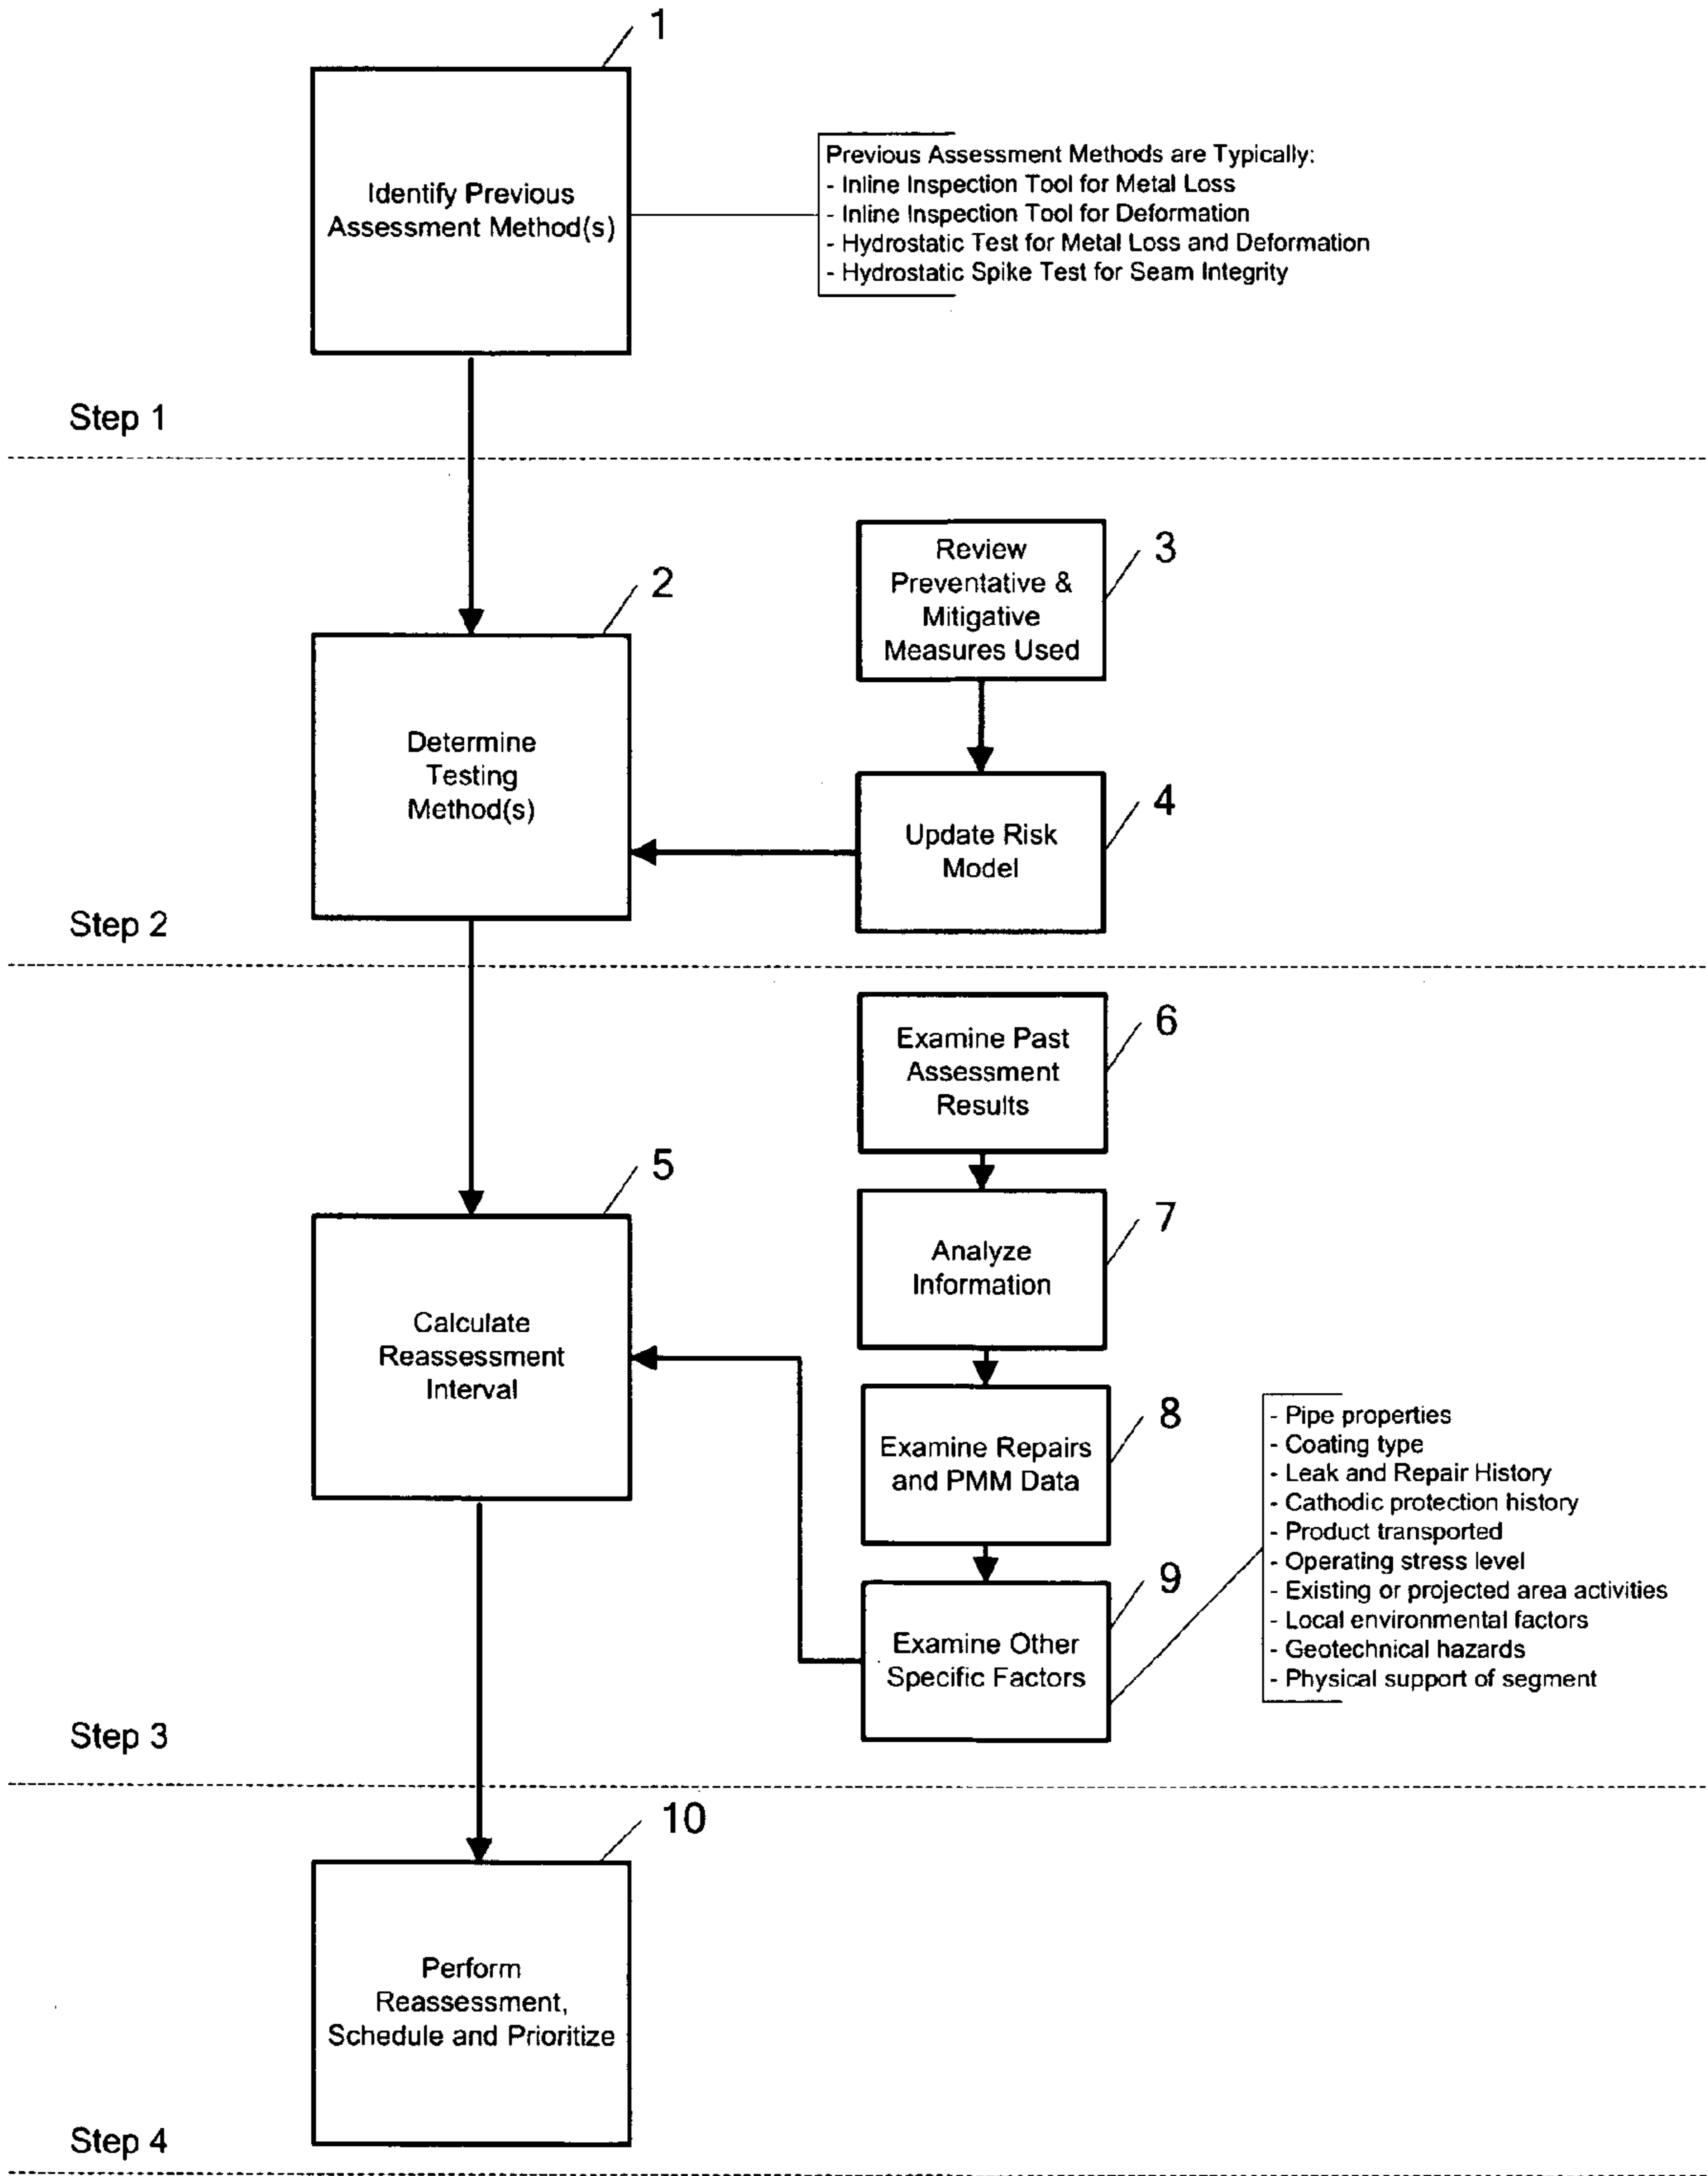 1
Identify Previous
Assessment Method(s)
Previous Assessment Methods are Typically:
- Inline Inspection Tool for Metal Loss
- Inline Inspection Tool for Deformation
- Hydrostatic Test for Metal Loss and Deformation
- Hydrostatic Spike Test for Seam Integrity
Step 1
2
Determine
Testing
Method(s)
3
Review
Preventative &
Mitigative
Measures Used
4
Update Risk
Model
Step 2
5
Calculate
Reassessment
Interval
6
Examine Past
Assessment
Results
7
Analyze
Information
8
Examine Repairs
and PMM Data
9
Examine Other
Specific Factors
- Pipe properties
- Coating type
- Leak and Repair History
- Cathodic protection history
- Product transported
- Operating stress level
- Existing or projected area activities
- Local environmental factors
- Geotechnical hazards
- Physical support of segment
Step 3
10
Perform
Reassessment,
Schedule and Prioritize
Step 4